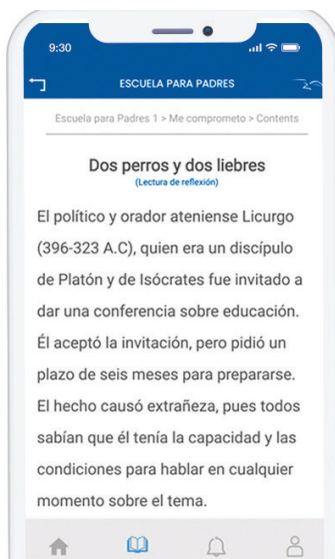 9:30
ESCUELA PARA PADRES
Escuela para Padres 1 > Me comprometo > Contents
Dos perros y dos liebres
(Lectura de reflexión)
El político y orador ateniense Licurgo
(396-323 A.C), quien era un discípulo
de Platón y de Isócrates fue invitado a
dar una conferencia sobre educación.
Él aceptó la invitación, pero pidió un
plazo de seis meses para prepararse.
El hecho causó extrañeza, pues todos
sabían que él tenía la capacidad y las
condiciones para hablar en cualquier
momento sobre el tema.